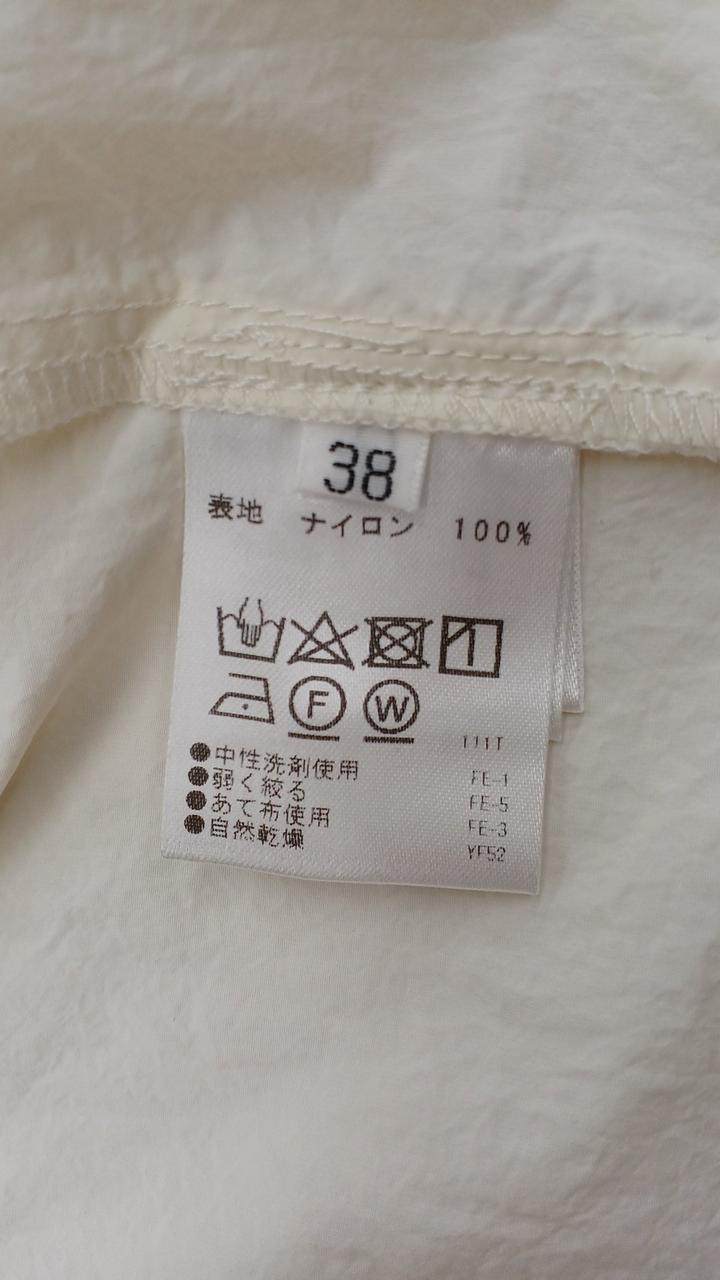 38
表地 ナイロン 100%
F W
111T
●中性洗剤使用 FE-1
●弱く絞る FE-5
●あて布使用 FE-3
●自然乾燥 YF52